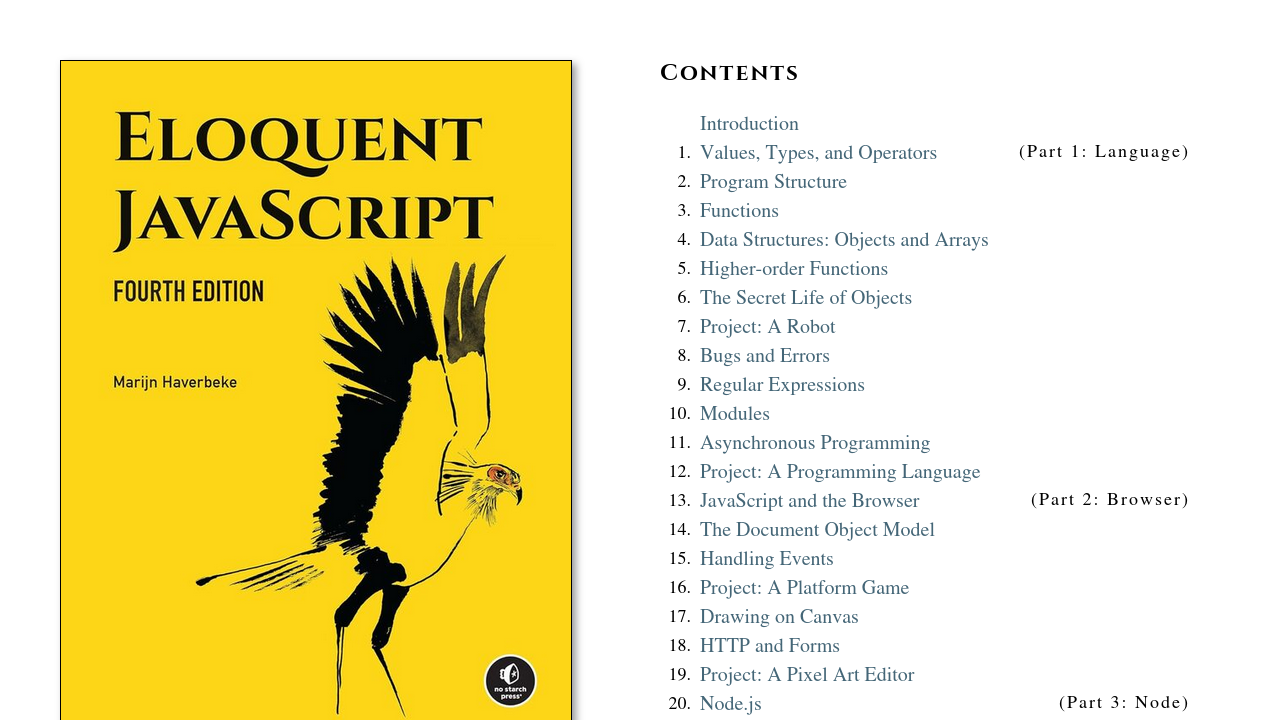 Eloquent
JavaScript
FOURTH EDITION
Marijn Haverbeke
no starch
press®
Contents
Introduction
1. Values, Types, and Operators (Part 1: Language)
2. Program Structure
3. Functions
4. Data Structures: Objects and Arrays
5. Higher-order Functions
6. The Secret Life of Objects
7. Project: A Robot
8. Bugs and Errors
9. Regular Expressions
10. Modules
11. Asynchronous Programming
12. Project: A Programming Language
13. JavaScript and the Browser (Part 2: Browser)
14. The Document Object Model
15. Handling Events
16. Project: A Platform Game
17. Drawing on Canvas
18. HTTP and Forms
19. Project: A Pixel Art Editor
20. Node.js (Part 3: Node)